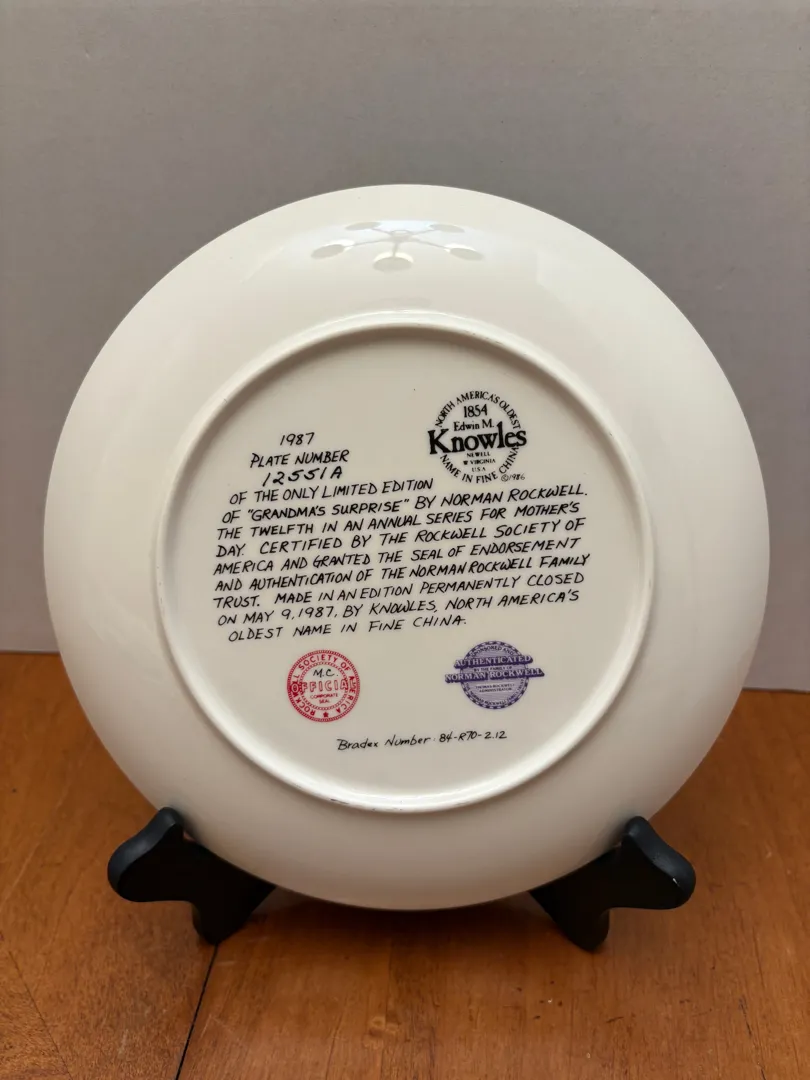 NORTH AMERICA'S OLDEST
1854
Edwin M.
Knowles
NEWELL
W VIRGINIA
U.S.A
NAME IN FINE CHINA
©1986
1987
PLATE NUMBER
12551A
OF THE ONLY LIMITED EDITION
OF "GRANDMA'S SURPRISE" BY NORMAN ROCKWELL.
THE TWELFTH IN AN ANNUAL SERIES FOR MOTHER'S
DAY. CERTIFIED BY THE ROCKWELL SOCIETY OF
AMERICA AND GRANTED THE SEAL OF ENDORSEMENT
AND AUTHENTICATION OF THE NORMAN ROCKWELL FAMILY
TRUST. MADE IN AN EDITION PERMANENTLY CLOSED
ON MAY 9, 1987, BY KNOWLES, NORTH AMERICA'S
OLDEST NAME IN FINE CHINA.
ROCKWELL SOCIETY OF AMERICA
M.C.
OFFICIAL
CORPORATE
SEAL
AUTHENTICATED
NORMAN ROCKWELL
Bradex Number: 84-R70-2.12